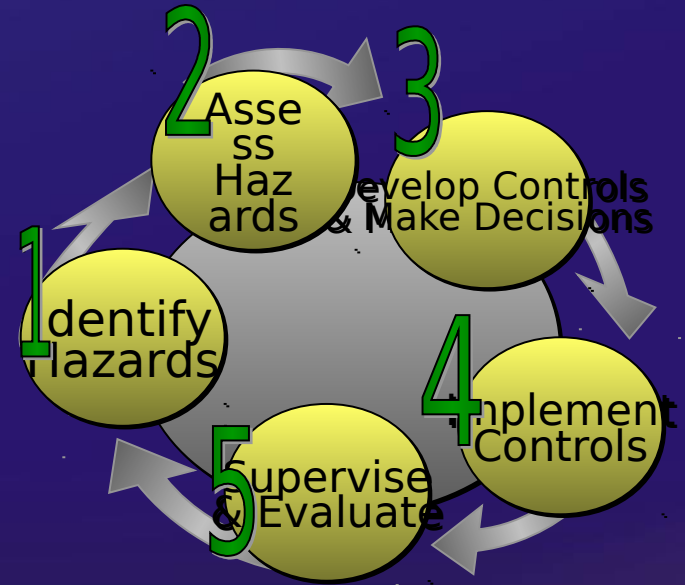 1
Identify
Hazards
2
Asse
ss
Haz
ards
3
Develop Controls
& Make Decisions
4
Implement
Controls
5
Supervise
& Evaluate